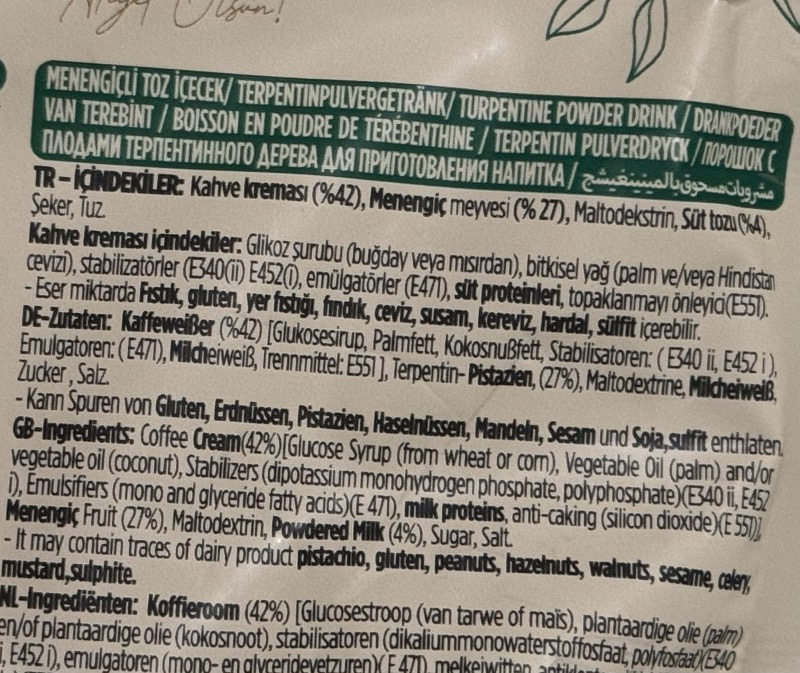 Afiyet Olsun!
MENENGİÇLİ TOZ İÇECEK/ TERPENTINPULVERGETRÄNK/ TURPENTINE POWDER DRINK / DRANKPOEDER
VAN TEREBİNT / BOISSON EN POUDRE DE TÉRÉBENTHINE / TERPENTIN PULVERDRYCK / ПОРОШОК С
ПЛОДАМИ ТЕРПЕНТИННОГО ДЕРЕВА ДЛЯ ПРИГОТОВЛЕНИЯ НАПИТКА /
TR – İÇİNDEKİLER: Kahve kreması (%42), Menengiç meyvesi (% 27), Maltodekstrin, Süt tozu (%4),
Şeker, Tuz.
Kahve kreması içindekiler: Glikoz şurubu (buğday veya mısırdan), bitkisel yağ (palm ve/veya Hindistan
cevizi), stabilizatörler (E340(ii) E452(i), emülgatörler (E471), süt proteinleri, topaklanmayı önleyici(E551).
- Eser miktarda Fıstık, gluten, yer fıstığı, fındık, ceviz, susam, kereviz, hardal, sülfit içerebilir.
DE-Zutaten: Kaffeweißer (%42) [Glukosesirup, Palmfett, Kokosnußfett, Stabilisatoren: ( E340 ii, E452 i ),
Emulgatoren: ( E471), Milcheiweiß, Trennmittel: E551 ], Terpentin- Pistazien, (27%), Maltodextrine, Milcheiweiß,
Zucker , Salz.
- Kann Spuren von Gluten, Erdnüssen, Pistazien, Haselnüssen, Mandeln, Sesam und Soja,sulfit enthlaten.
GB-Ingredients: Coffee Cream(42%)[Glucose Syrup (from wheat or corn), Vegetable Oil (palm) and/or
vegetable oil (coconut), Stabilizers (dipotassium monohydrogen phosphate, polyphosphate)(E340 ii, E452
i), Emulsifiers (mono and glyceride fatty acids)(E 471), milk proteins, anti-caking (silicon dioxide)(E 551)],
Menengiç Fruit (27%), Maltodextrin, Powdered Milk (4%), Sugar, Salt.
- It may contain traces of dairy product pistachio, gluten, peanuts, hazelnuts, walnuts, sesame, celery,
mustard,sulphite.
NL-Ingrediënten: Koffieroom (42%) [Glucosestroop (van tarwe of maïs), plantaardige olie (palm)
en/of plantaardige olie (kokosnoot), stabilisatoren (dikaliummonowaterstoffosfaat, polyfosfaat)(E340
i, E452 i), emulgatoren (mono- en glyceridevetzuren)( E 471), melkeiwitten,